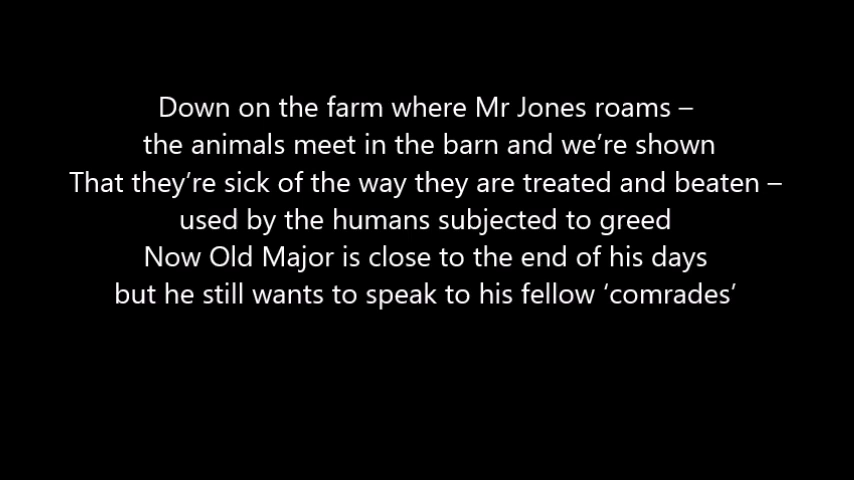 Down on the farm where Mr Jones roams –
the animals meet in the barn and we’re shown
That they’re sick of the way they are treated and beaten –
used by the humans subjected to greed
Now Old Major is close to the end of his days
but he still wants to speak to his fellow ‘comrades’